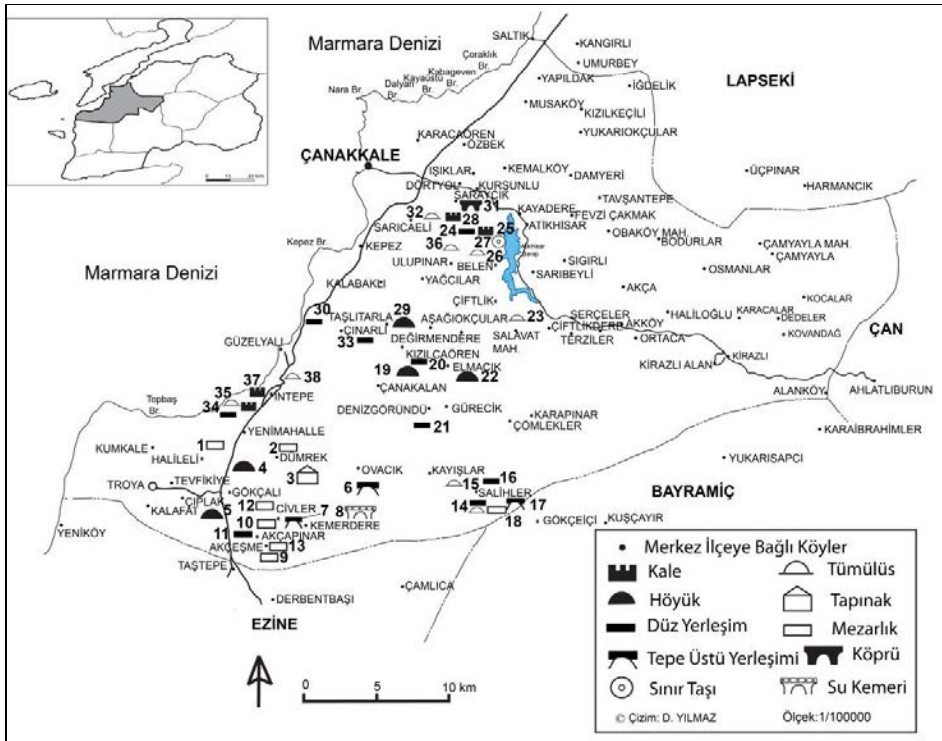 Marmara Denizi
SALTIK
KANGIRLI
UMURBEY
Çoraklık Br.
Kabageven Br.
Kayaüstü Br.
Dalyan Br.
Nara Br.
YAPILDAK
İĞDELİK
LAPSEKİ
MUSAKÖY
KIZILKEÇİLİ
YUKARIOKÇULAR
KARACAÖREN
ÖZBEK
ÇANAKKALE
IŞIKLAR
KEMALKÖY
DAMYERİ
ÜÇPINAR
HARMANCIK
DÖRTYOL
KURSUNLU
SARAYCIK
31
TAVŞANTEPE
32
28
KAYADERE
FEVZİ ÇAKMAK
SARICAELİ
24
25
ATİKHİSAR
OBAKÖY MAH.
BODURLAR
ÇAMYAYLA MAH.
ÇAMYAYLA
Kepez Br.
KEPEZ
36
27
26
ULUPINAR
BELEN
SIGIRLI
SARIBEYLİ
OSMANLAR
Marmara Denizi
KALABAKLI
YAĞCILAR
AKÇA
ÇİFTLİK
KOCALAR
30
29
TAŞLITARLA
ÇINARLI
AŞAĞIOKÇULAR
23
SERÇELER
HALİLOĞLU
KARACALAR
DEDELER
ÇAN
33
DEĞİRMENDERE
SALAVAT MAH.
ÇİFTLİKDERE
AKKÖY
TERZİLER
ORTACA
KOVANDAĞ
GÜZELYALI
KIZILCAÖREN
20
ELMACIK
KİRAZLI ALAN
KİRAZLI
19
22
38
37
ÇANAKALAN
ALANKÖY
AHLATLIBURUN
35
İNTEPE
34
Topbaş Br.
DENİZGÖRÜNDÜ
GÜRECİK
KARAPINAR
ÇÖMLEKLER
21
KARAİBRAHİMLER
YENİMAHALLE
KUMKALE
1
2
HALİLELİ
DÜMREK
YUKARISAPCI
4
3
OVACIK
KAYIŞLAR
TROYA
TEVFİKİYE
6
15
16
SALİHLER
BAYRAMİÇ
GÖKÇALI
ÇIPLAK
12
CİVLER
7
8
14
17
KALAFAT
5
10
KEMERDERE
18
GÖKÇEİÇİ
KUŞÇAYIR
YENİKÖY
11
AKÇAPINAR
AKÇEŞME
13
9
TAŞTEPE
ÇAMLICA
DERBENTBAŞI
EZİNE
0
5
10 km
Merkez İlçeye Bağlı Köyler
Kale
Tümülüs
Höyük
Tapınak
Düz Yerleşim
Mezarlık
Tepe Üstü Yerleşimi
Köprü
Sınır Taşı
Su Kemeri
© Çizim: D. YILMAZ
Ölçek:1/100000